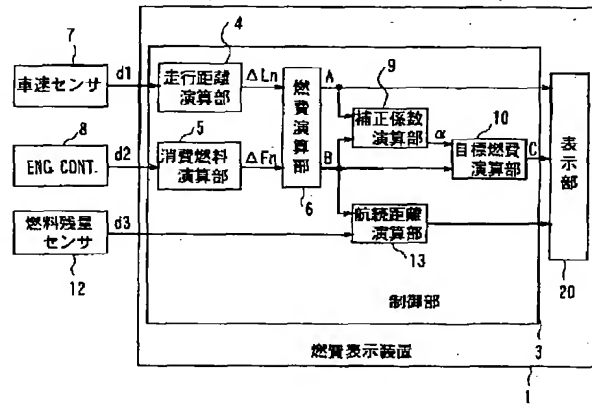 7
車速センサ
d1
4
走行距離
演算部
ΔLn
燃費演算部
6
A
9
補正係数
演算部
α
10
目標燃費
演算部
C
表示部
20
8
ENG. CONT.
d2
5
消費燃料
演算部
ΔFn
B
燃料残量
センサ
12
d3
航続距離
演算部
13
制御部
3
燃費表示装置
1